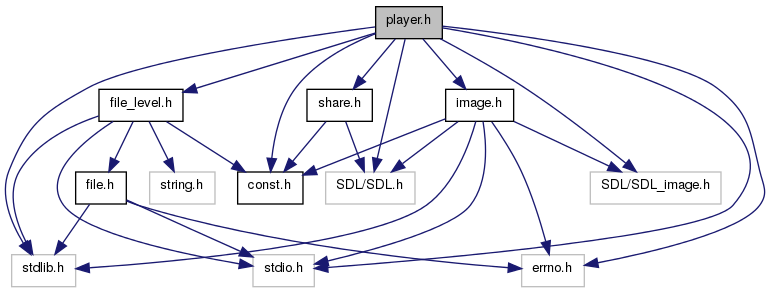 player.h
file_level.h
share.h
image.h
file.h
string.h
const.h
SDL/SDL.h
SDL/SDL_image.h
stdlib.h
stdio.h
errno.h